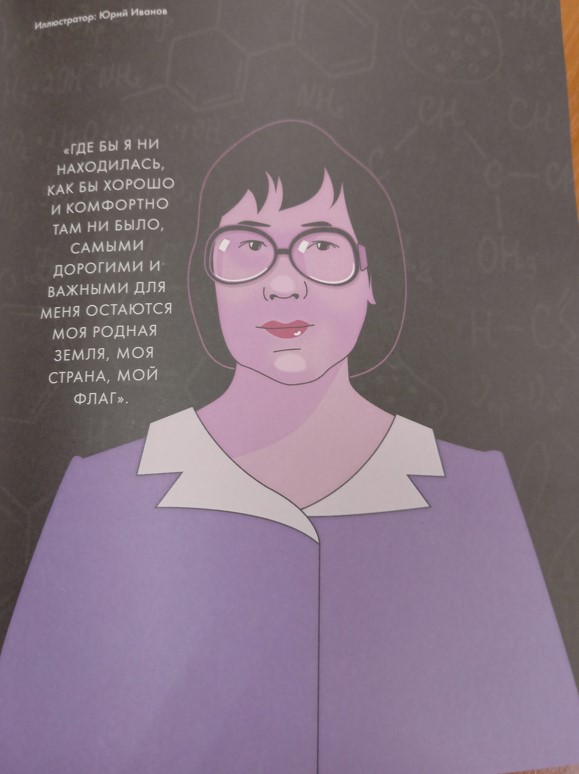 Иллюстратор: Юрий Иванов
«ГДЕ БЫ Я НИ
НАХОДИЛАСЬ,
КАК БЫ ХОРОШО
И КОМФОРТНО
ТАМ НИ БЫЛО,
САМЫМИ
ДОРОГИМИ И
ВАЖНЫМИ ДЛЯ
МЕНЯ ОСТАЮТСЯ
МОЯ РОДНАЯ
ЗЕМЛЯ, МОЯ
СТРАНА, МОЙ
ФЛАГ».